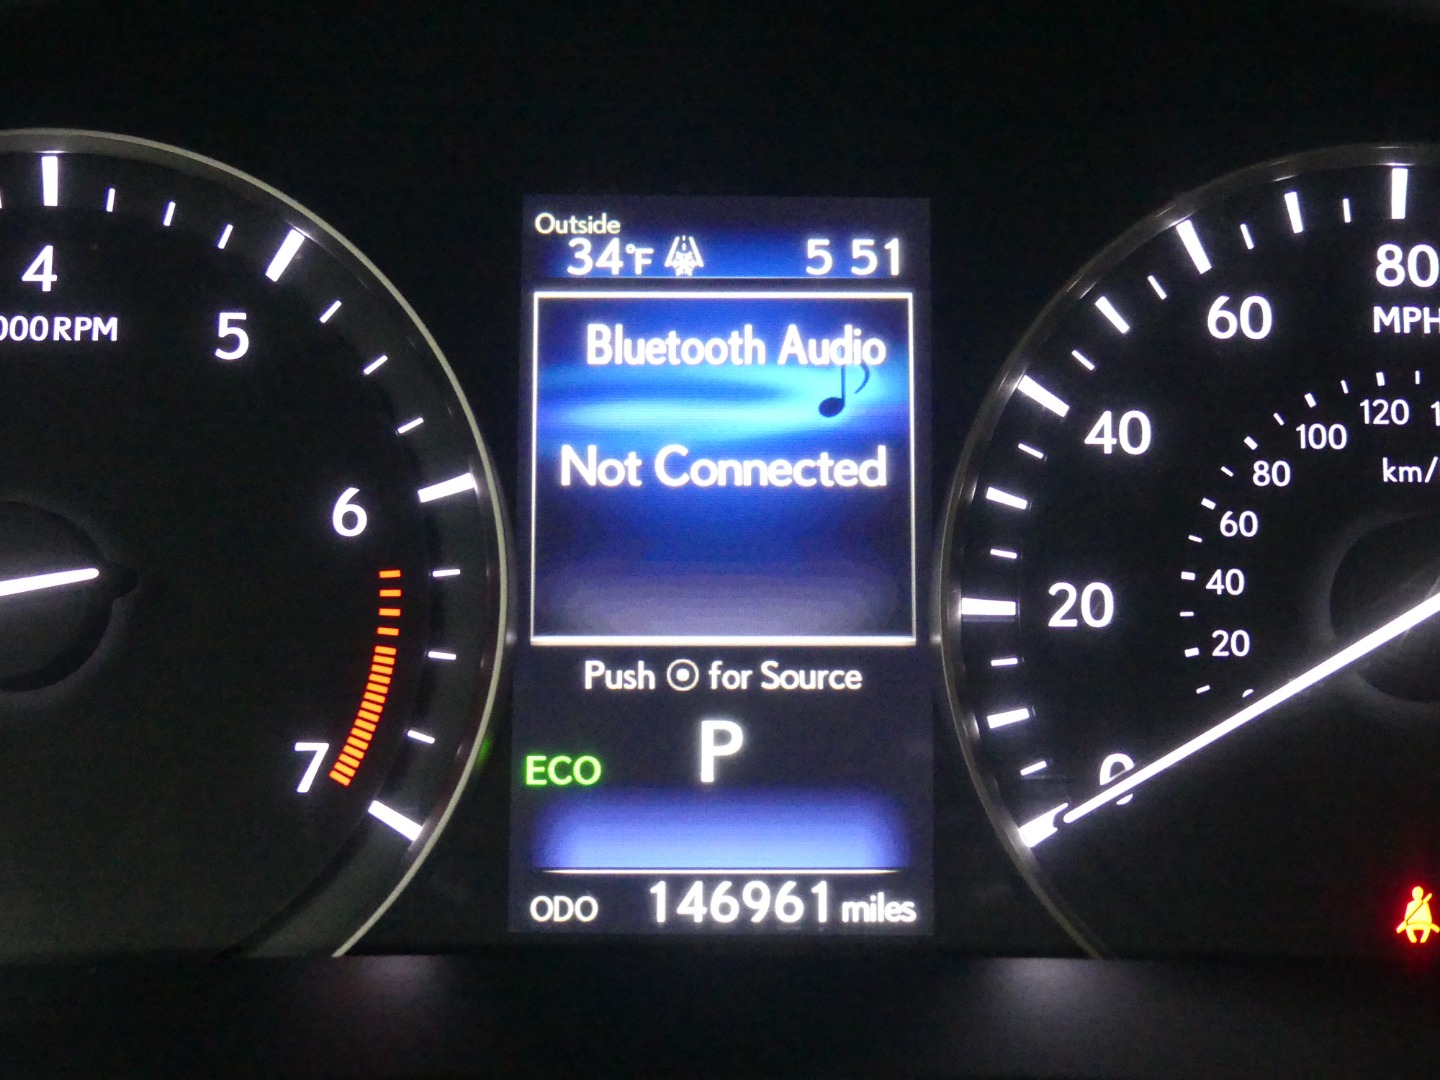 Outside
34°F 5 51
Bluetooth Audio
Not Connected
Push for Source
P
ECO
ODO 146961 miles
4
000 RPM
5
6
7
80
MPH
60
40
20
0
120
100
80
km/
60
40
20